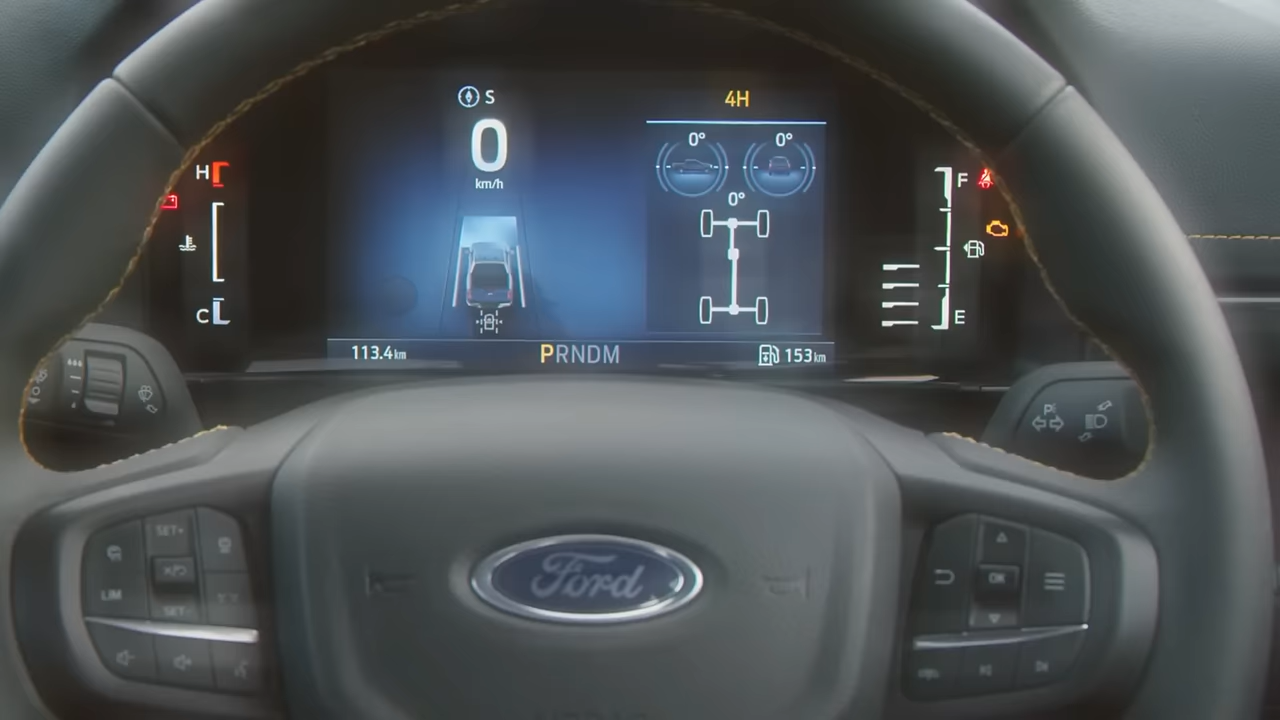 S
4H
0
km/h
0°
0°
0°
H
C
F
E
113.4km
PRNDM
153km
P
SET+
LIM
SET-
OK
Ford